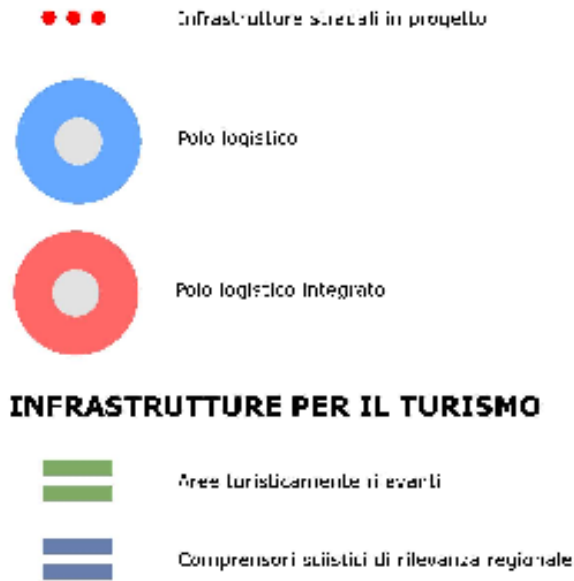 Infrastrutture stradali in progetto
Polo logistico
Polo logistico integrato
INFRASTRUTTURE PER IL TURISMO
Aree turisticamente rilevanti
Comprensori sciistici di rilevanza regionale